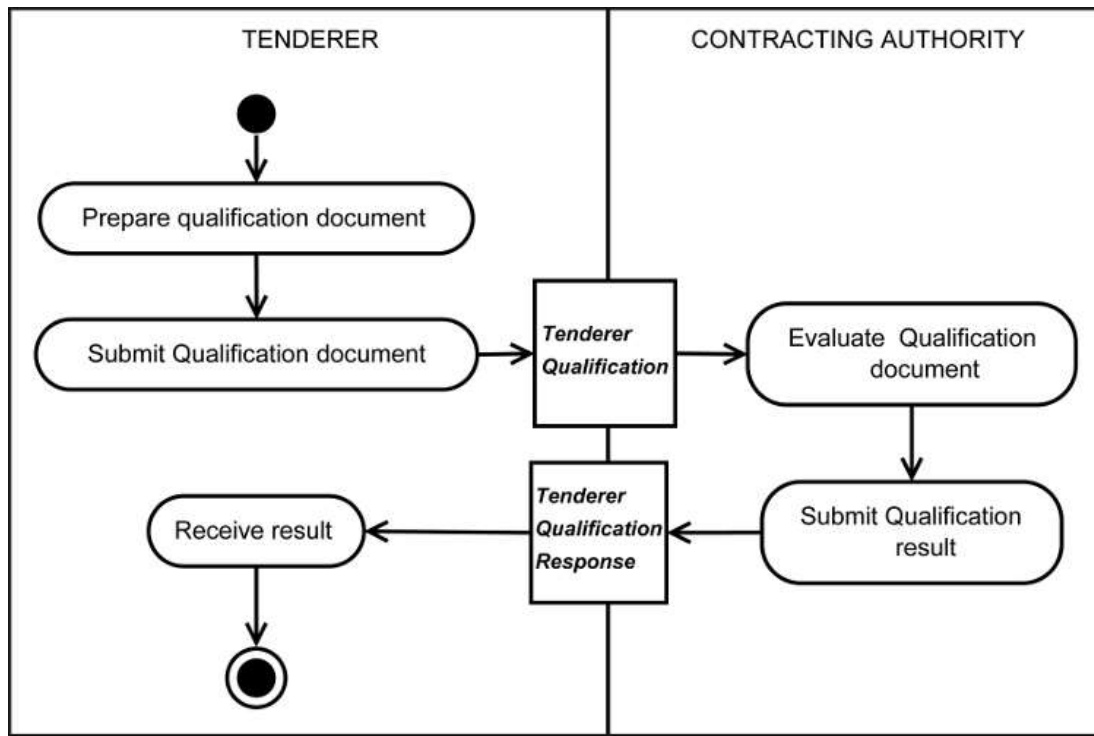 TENDERER
CONTRACTING AUTHORITY
Prepare qualification document
Submit Qualification document
Tenderer
Qualification
Evaluate Qualification
document
Tenderer
Qualification
Response
Submit Qualification
result
Receive result